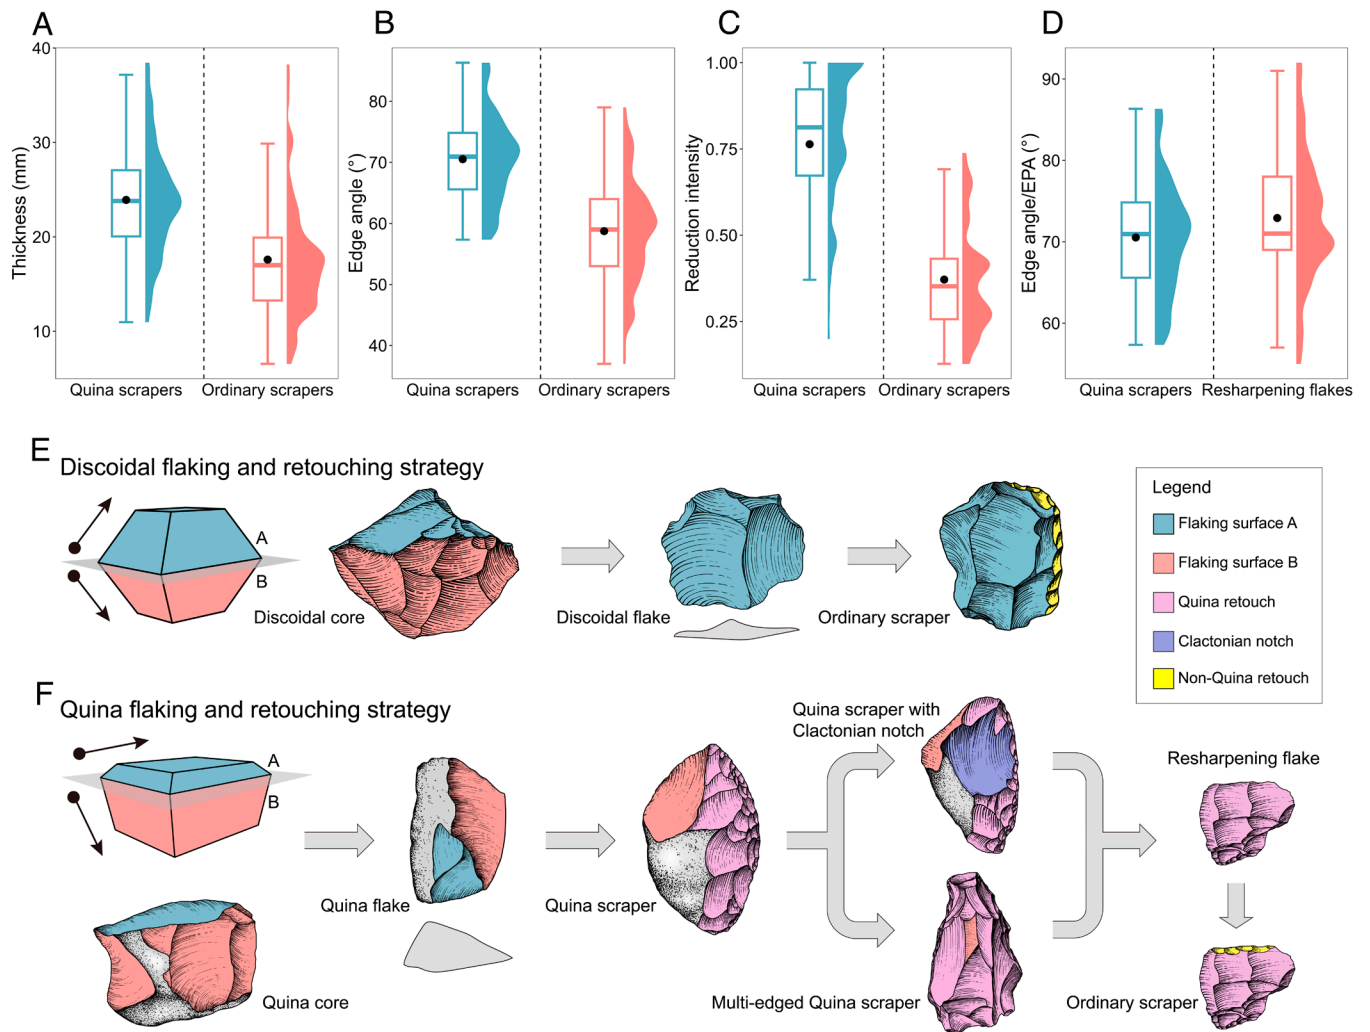 A
B
C
D
Thickness (mm)
40
30
20
10
Quina scrapers
Ordinary scrapers
Edge angle (°)
80
70
60
50
40
Quina scrapers
Ordinary scrapers
Reduction intensity
1.00
0.75
0.50
0.25
Quina scrapers
Ordinary scrapers
Edge angle/EPA (°)
90
80
70
60
Quina scrapers
Resharpening flakes
E
Discoidal flaking and retouching strategy
A
B
Discoidal core
Discoidal flake
Ordinary scraper
Legend
Flaking surface A
Flaking surface B
Quina retouch
Clactonian notch
Non-Quina retouch
F
Quina flaking and retouching strategy
A
B
Quina core
Quina flake
Quina scraper
Quina scraper with
Clactonian notch
Multi-edged Quina scraper
Resharpening flake
Ordinary scraper